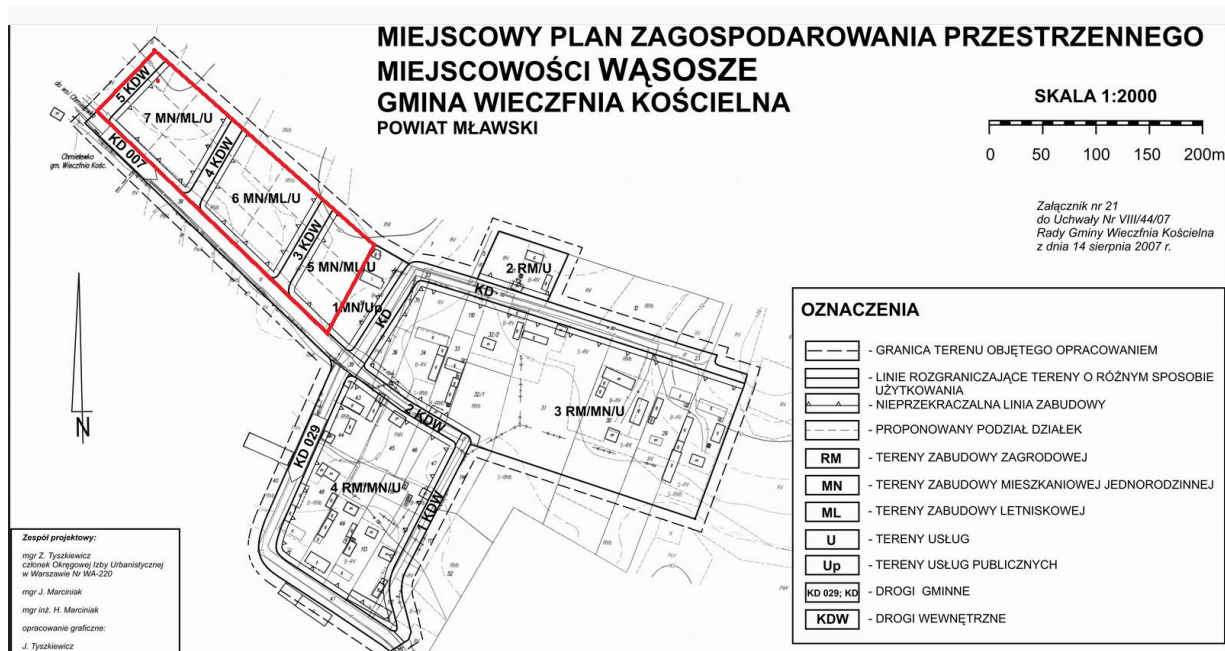 MIEJSCOWY PLAN ZAGOSPODAROWANIA PRZESTRZENNEGO
MIEJSCOWOŚCI WĄSOSZE
GMINA WIECZFNIA KOŚCIELNA
POWIAT MŁAWSKI
SKALA 1:2000
0 50 100 150 200m
Załącznik nr 21
do Uchwały Nr VIII/44/07
Rady Gminy Wieczfnia Kościelna
z dnia 14 sierpnia 2007 r.
5 KDW
7 MN/ML/U
KD 007
Chmielewko
gm. Wieczfnia Kośc.
4 KDW
6 MN/ML/U
3 KDW
5 MN/ML/U
1MN/Up
KD
KD
2 RM/U
3 RM/MN/U
2 KDW
KD 029
4 RM/MN/U
1 KDW
N
OZNACZENIA
- GRANICA TERENU OBJĘTEGO OPRACOWANIEM
- LINIE ROZGRANICZAJĄCE TERENY O RÓŻNYM SPOSOBIE
UŻYTKOWANIA
- NIEPRZEKRACZALNA LINIA ZABUDOWY
- PROPONOWANY PODZIAŁ DZIAŁEK
RM - TERENY ZABUDOWY ZAGRODOWEJ
MN - TERENY ZABUDOWY MIESZKANIOWEJ JEDNORODZINNEJ
ML - TERENY ZABUDOWY LETNISKOWEJ
U - TERENY USŁUG
Up - TERENY USŁUG PUBLICZNYCH
KD 029; KD - DROGI GMINNE
KDW - DROGI WEWNĘTRZNE
Zespół projektowy:
mgr Z. Tyszkiewicz
członek Okręgowej Izby Urbanistycznej
w Warszawie Nr WA-220
mgr J. Marciniak
mgr inż. H. Marciniak
opracowanie graficzne:
J. Tyszkiewicz